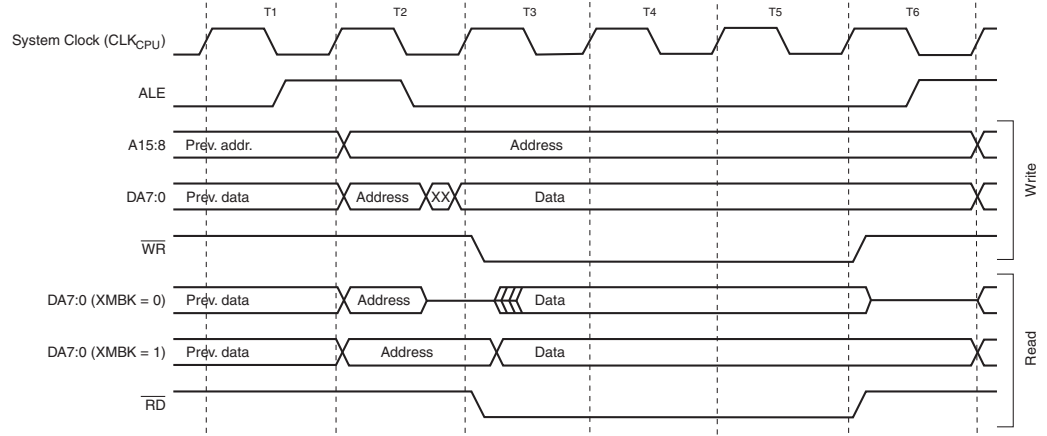 T1 T2 T3 T4 T5 T6
System Clock (CLKCPU)
ALE
A15:8 Prev. addr. Address
DA7:0 Prev. data Address XX Data
WR
Write
DA7:0 (XMBK = 0) Prev. data Address Data
DA7:0 (XMBK = 1) Prev. data Address Data
RD
Read